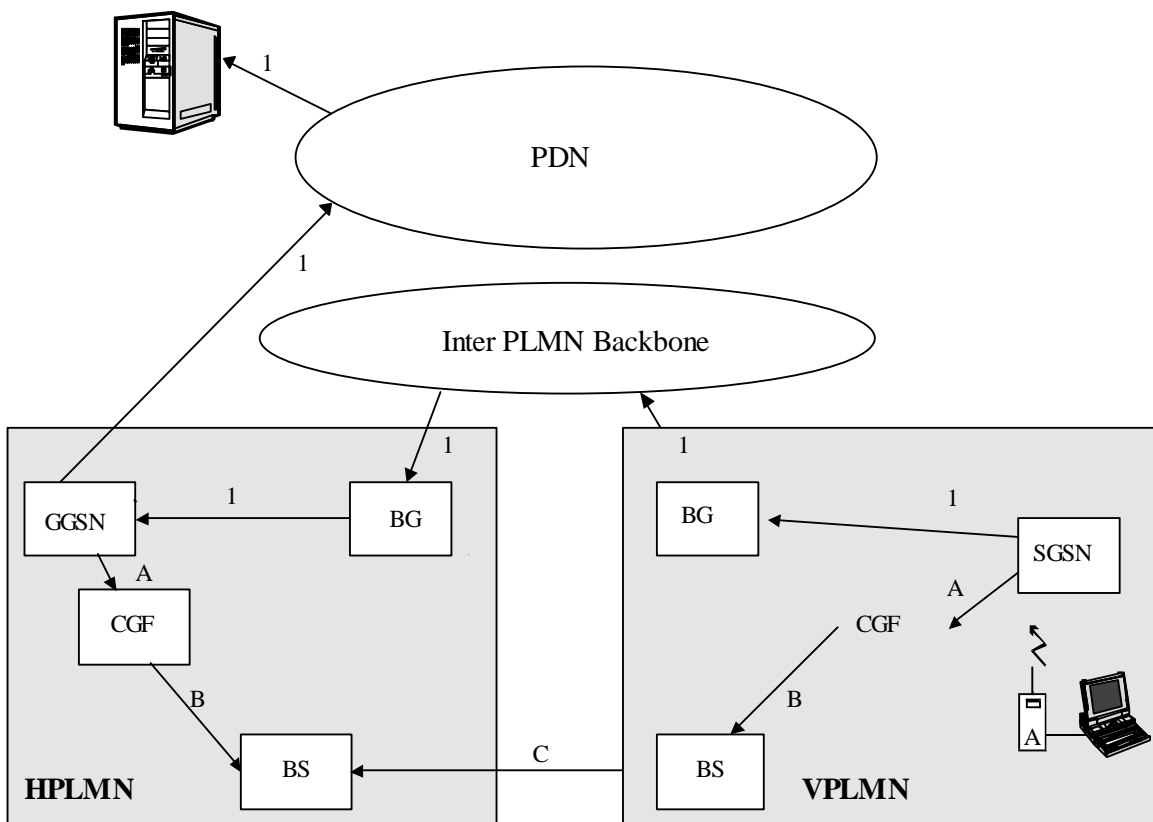 1
PDN
1
Inter PLMN Backbone
1
1
GGSN
1
BG
BG
1
SGSN
A
CGF
A
CGF
B
B
A
BS
C
BS
HPLMN
VPLMN